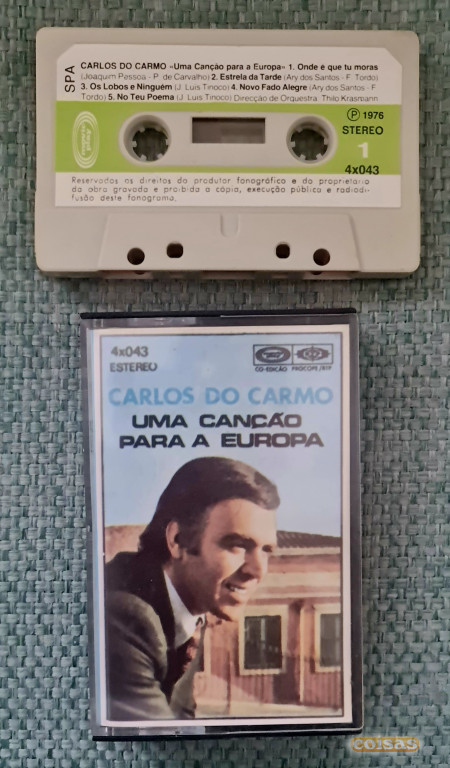 SPA
CARLOS DO CARMO «Uma Canção para a Europa» 1. Onde é que tu moras
(Joaquim Pessoa - P. de Carvalho) 2. Estrela da Tarde (Ary dos Santos - F. Tordo)
3. Os Lobos e Ninguém (J. Luis Tinoco) 4. Novo Fado Alegre (Ary dos Santos - F.
Tordo) 5. No Teu Poema (J. Luis Tinoco) Direcção de Orquestra: Thilo Krasmann
℗ 1976
STEREO
1
4x043
Reservados os direitos do produtor fonográfico e do proprietario
da obra gravada e proibida a cópia, execução pública e radiodi-
fusão deste fonograma.
4x043
ESTEREO
CO-EDIÇÃO PROCOPE/RTP
CARLOS DO CARMO
UMA CANÇÃO
PARA A EUROPA
coisas